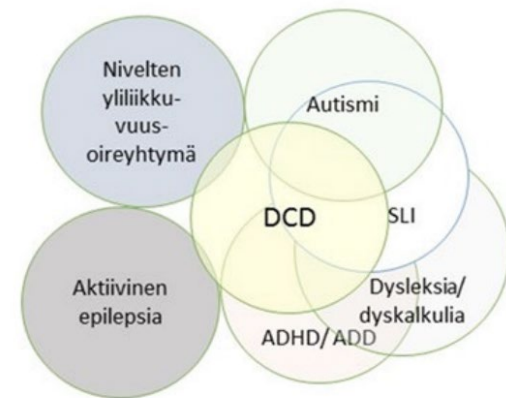 Nivelten
yliliikku-
vuus-
oireyhtymä
Autismi
DCD
SLI
Aktiivinen
epilepsia
Dysleksia/
dyskalkulia
ADHD/ ADD